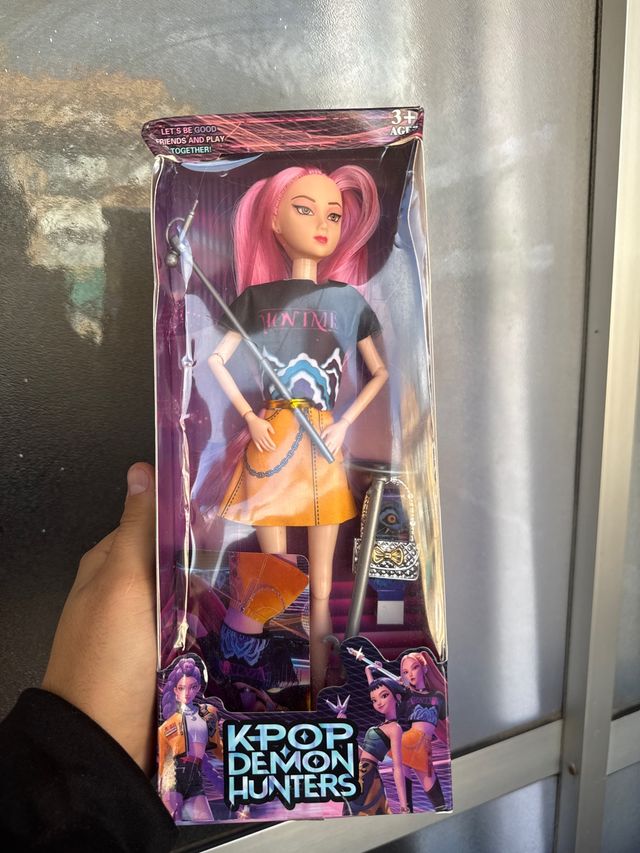 LET'S BE GOOD
FRIENDS AND PLAY
TOGETHER!
3+
AGE
K-POP
DEMON
HUNTERS